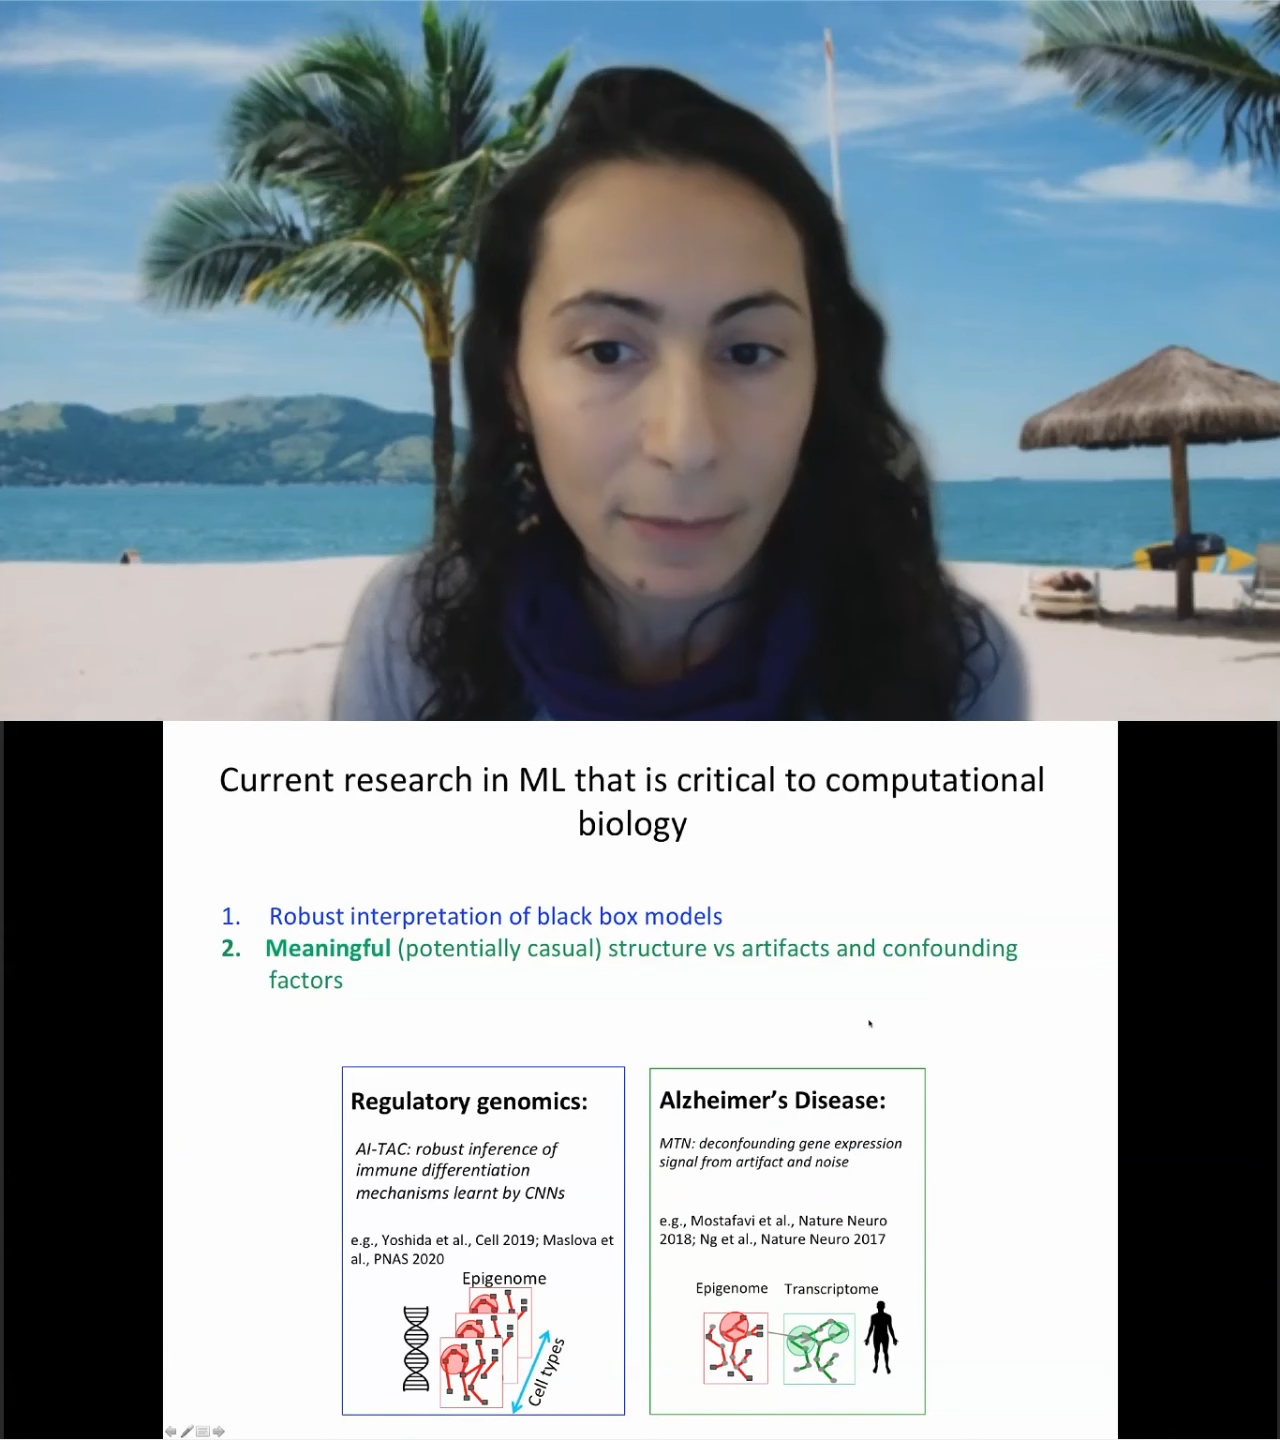 Current research in ML that is critical to computational
biology
1. Robust interpretation of black box models
2. Meaningful (potentially casual) structure vs artifacts and confounding
factors
Regulatory genomics:
AI-TAC: robust inference of
immune differentiation
mechanisms learnt by CNNs
e.g., Yoshida et al., Cell 2019; Maslova et
al., PNAS 2020
Epigenome
Cell types
Alzheimer’s Disease:
MTN: deconfounding gene expression
signal from artifact and noise
e.g., Mostafavi et al., Nature Neuro
2018; Ng et al., Nature Neuro 2017
Epigenome Transcriptome